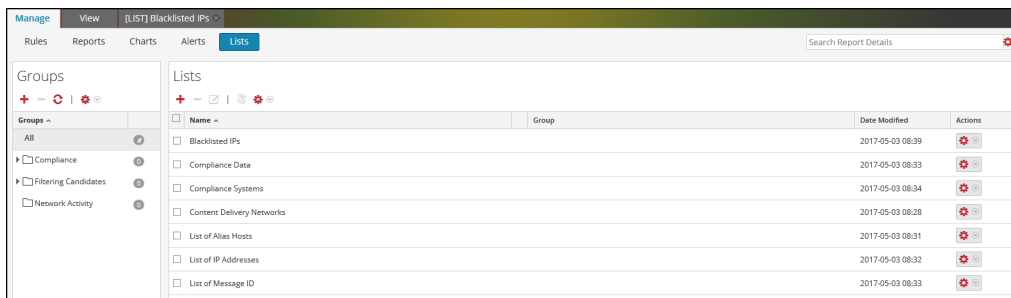 Manage View [LIST] Blacklisted IPs
Rules Reports Charts Alerts Lists Search Report Details
Groups
Groups
All
Compliance 0
Filtering Candidates 0
Network Activity 0
Lists
Name Group Date Modified Actions
Blacklisted IPs 2017-05-03 08:39
Compliance Data 2017-05-03 08:33
Compliance Systems 2017-05-03 08:34
Content Delivery Networks 2017-05-03 08:28
List of Alias Hosts 2017-05-03 08:31
List of IP Addresses 2017-05-03 08:32
List of Message ID 2017-05-03 08:33